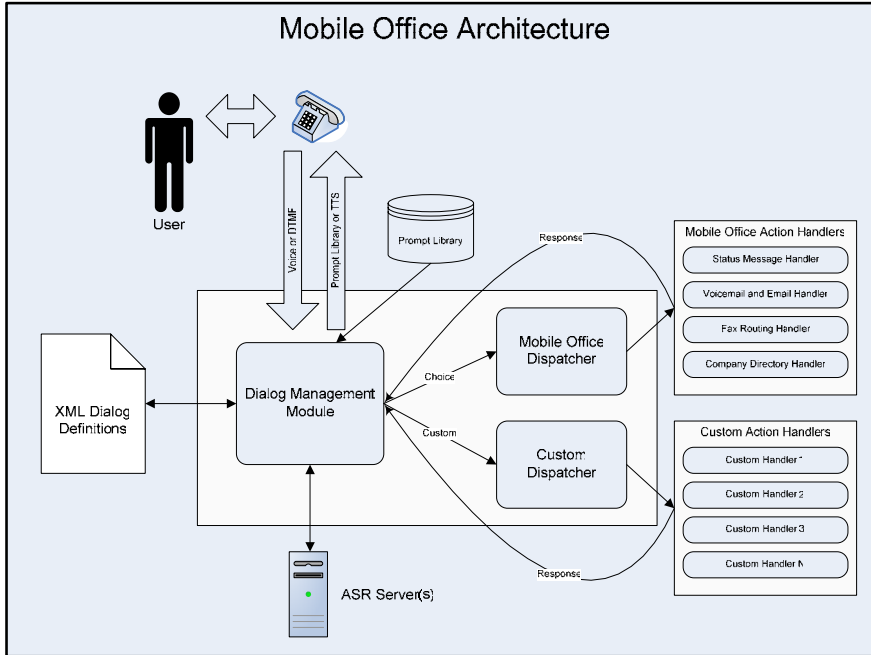 Mobile Office Architecture
User
Voice or DTMF
Prompt Library or TTS
Prompt Library
Response
Mobile Office Action Handlers
Status Message Handler
Voicemail and Email Handler
Fax Routing Handler
Company Directory Handler
XML Dialog
Definitions
Dialog Management
Module
Choice
Mobile Office
Dispatcher
Custom
Custom
Dispatcher
Custom Action Handlers
Custom Handler 1
Custom Handler 2
Custom Handler 3
Custom Handler N
Response
ASR Server(s)